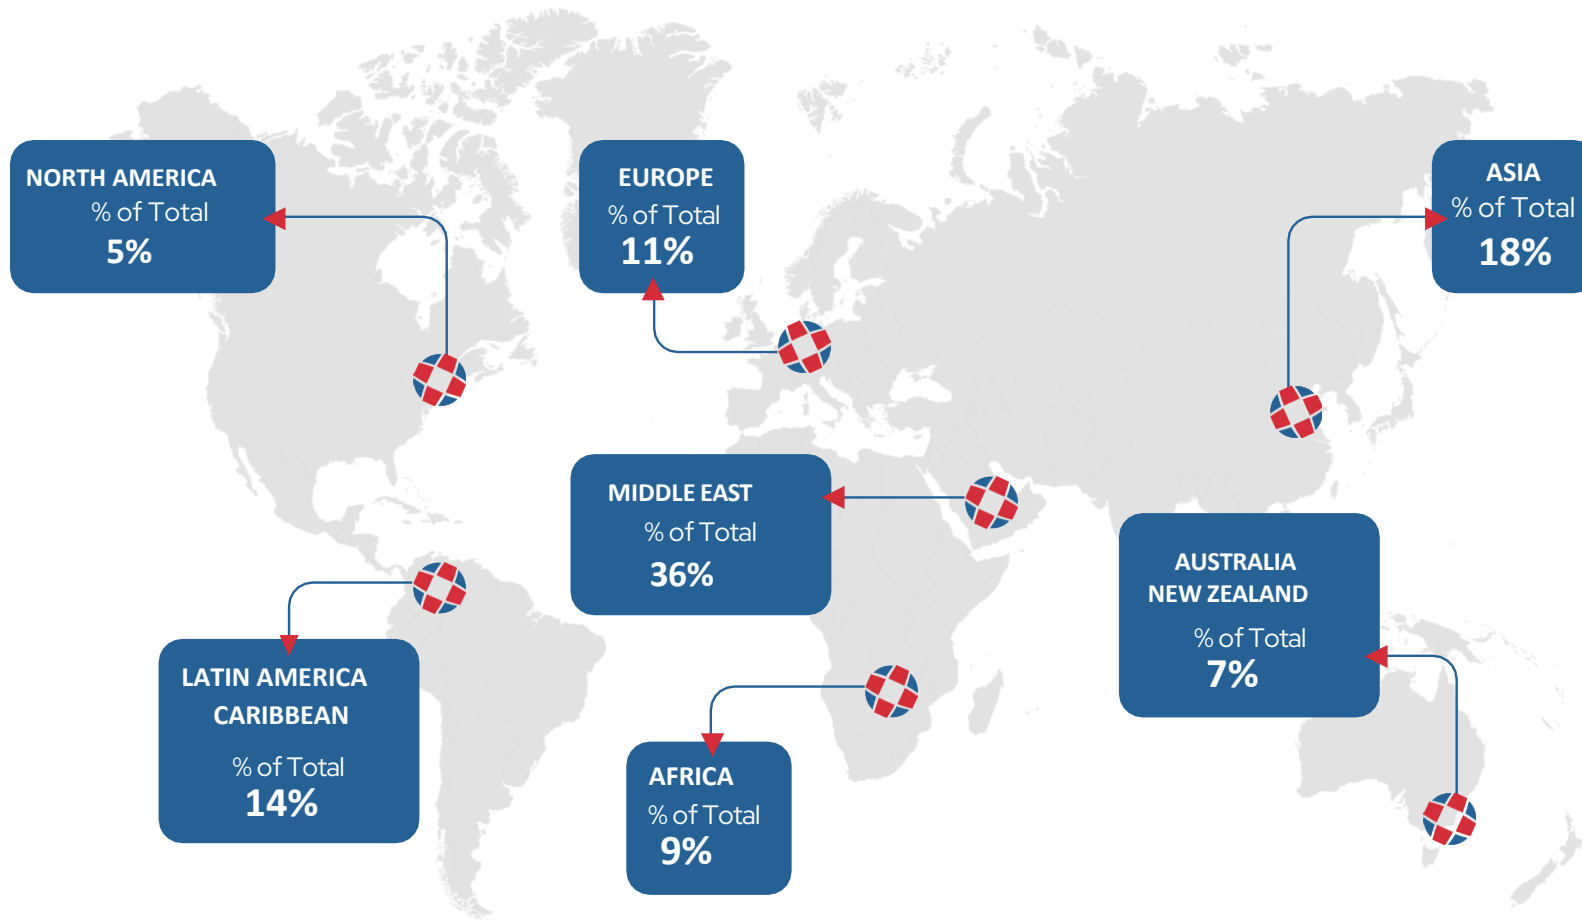 NORTH AMERICA
% of Total
5%
EUROPE
% of Total
11%
ASIA
% of Total
18%
MIDDLE EAST
% of Total
36%
AUSTRALIA
NEW ZEALAND
% of Total
7%
LATIN AMERICA
CARIBBEAN
% of Total
14%
AFRICA
% of Total
9%